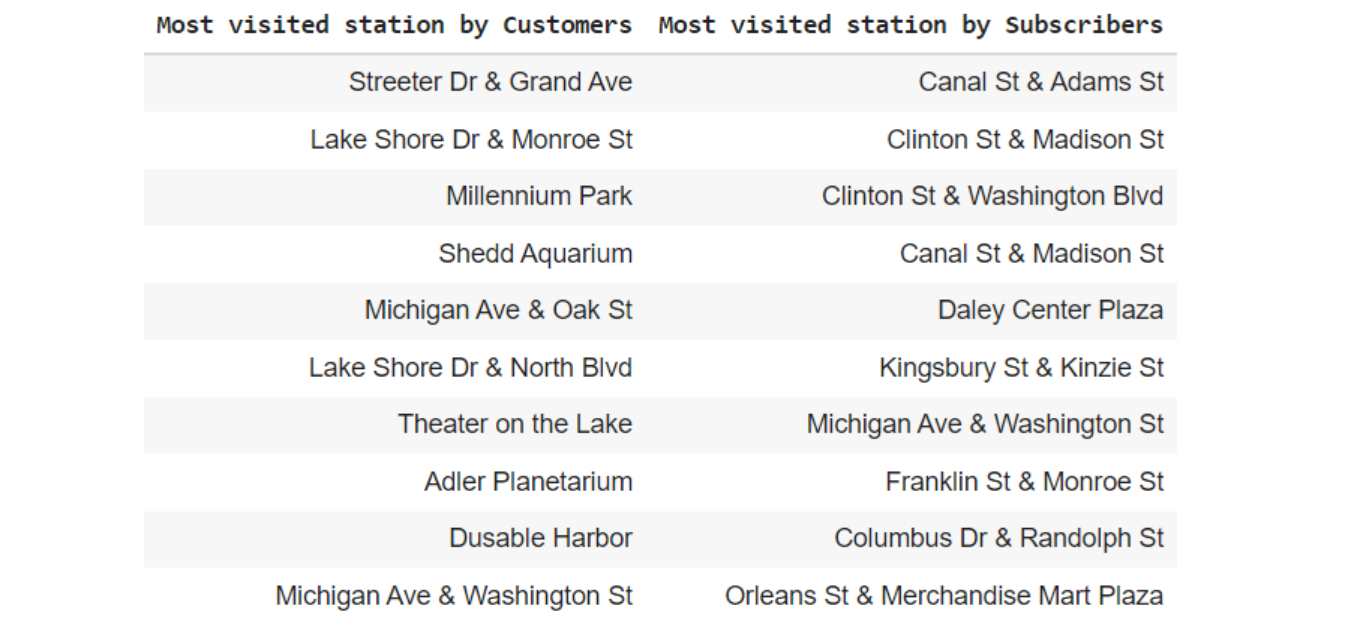 Most visited station by Customers Most visited station by Subscribers
Streeter Dr & Grand Ave Canal St & Adams St
Lake Shore Dr & Monroe St Clinton St & Madison St
Millennium Park Clinton St & Washington Blvd
Shedd Aquarium Canal St & Madison St
Michigan Ave & Oak St Daley Center Plaza
Lake Shore Dr & North Blvd Kingsbury St & Kinzie St
Theater on the Lake Michigan Ave & Washington St
Adler Planetarium Franklin St & Monroe St
Dusable Harbor Columbus Dr & Randolph St
Michigan Ave & Washington St Orleans St & Merchandise Mart Plaza